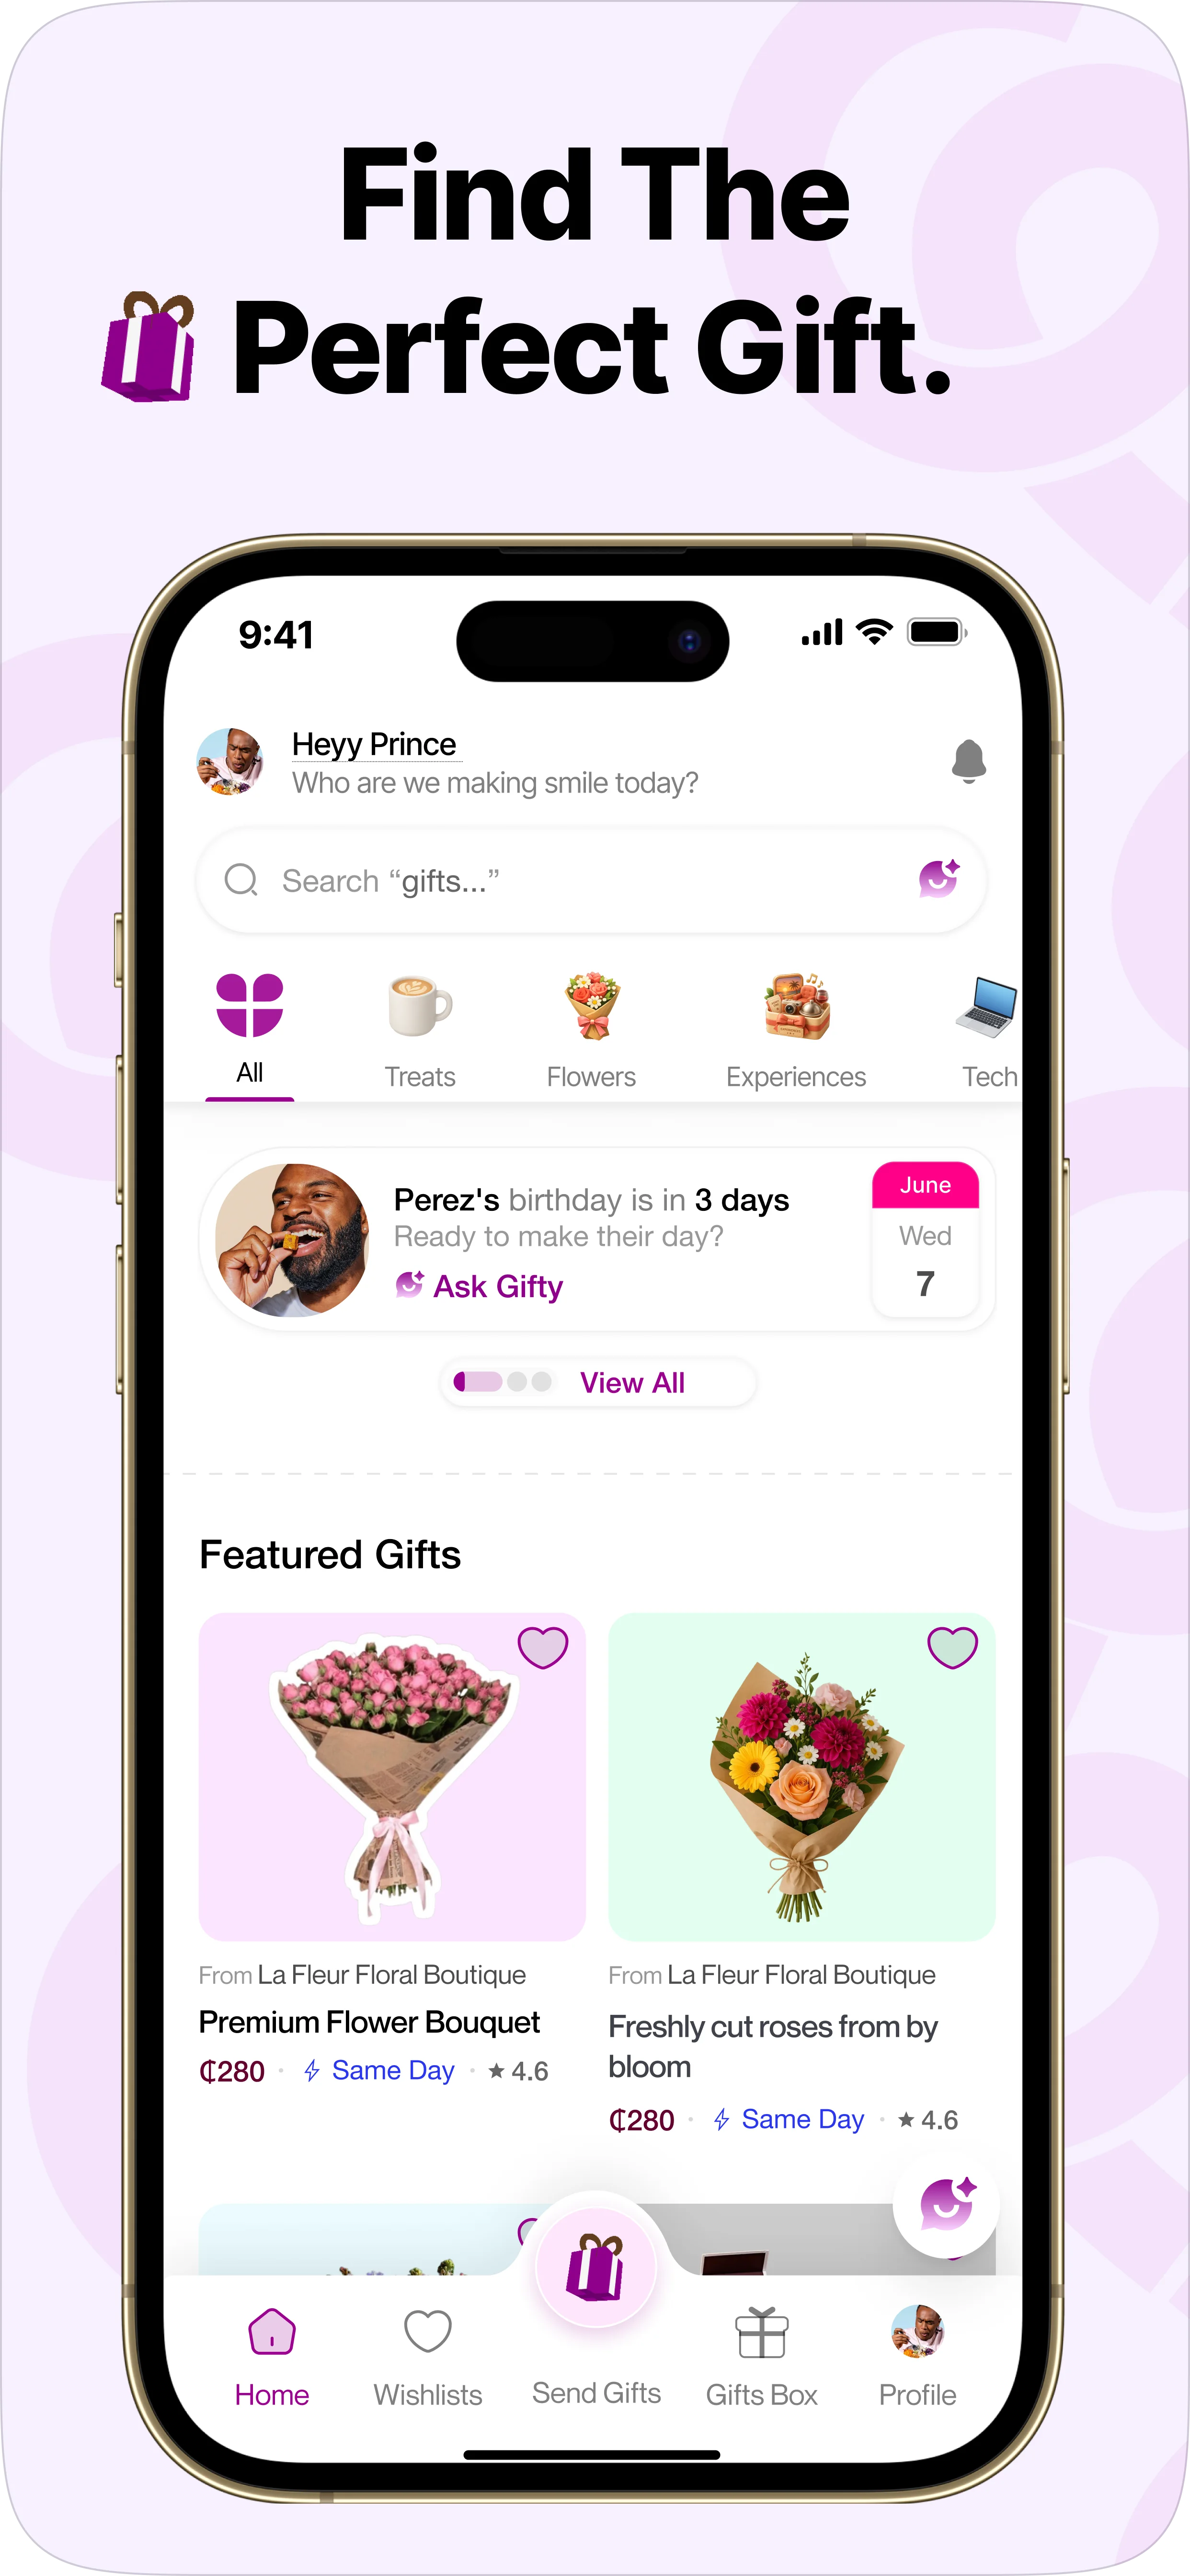 Find The
Perfect Gift.
9:41
Heyy Prince
Who are we making smile today?
Search “gifts...”
All
Treats
Flowers
Experiences
Tech
Perez's birthday is in 3 days
Ready to make their day?
Ask Gifty
June
Wed
7
View All
Featured Gifts
From La Fleur Floral Boutique
Premium Flower Bouquet
₵280 · Same Day · ★ 4.6
From La Fleur Floral Boutique
Freshly cut roses from by
bloom
₵280 · Same Day · ★ 4.6
Home
Wishlists
Send Gifts
Gifts Box
Profile